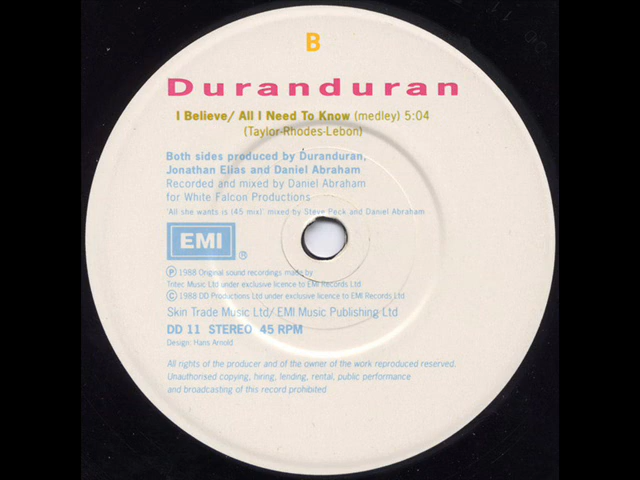 B
Duranduran
I Believe/ All I Need To Know (medley) 5:04
(Taylor-Rhodes-Lebon)
Both sides produced by Duranduran,
Jonathan Elias and Daniel Abraham
Recorded and mixed by Daniel Abraham
for White Falcon Productions
'All she wants is (45 mix)' mixed by Steve Peck and Daniel Abraham
EMI ®
℗ 1988 Original sound recordings made by
Tritec Music Ltd under exclusive licence to EMI Records Ltd
© 1988 DD Productions Ltd under exclusive licence to EMI Records Ltd
Skin Trade Music Ltd/ EMI Music Publishing Ltd
DD 11 STEREO 45 RPM
Design: Hans Arnold
All rights of the producer and of the owner of the work reproduced reserved.
Unauthorised copying, hiring, lending, rental, public performance
and broadcasting of this record prohibited